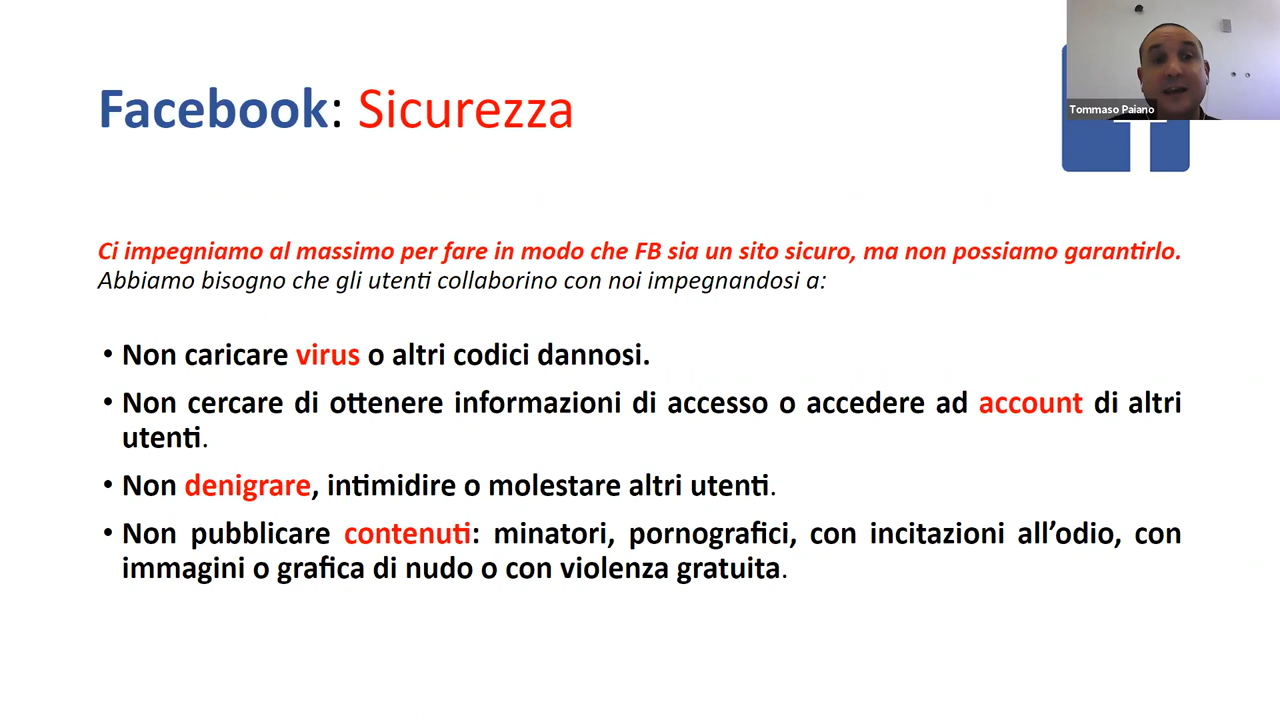 Tommaso Paiano
Facebook: Sicurezza
Ci impegniamo al massimo per fare in modo che FB sia un sito sicuro, ma non possiamo garantirlo.
Abbiamo bisogno che gli utenti collaborino con noi impegnandosi a:
• Non caricare virus o altri codici dannosi.
• Non cercare di ottenere informazioni di accesso o accedere ad account di altri
utenti.
• Non denigrare, intimidire o molestare altri utenti.
• Non pubblicare contenuti: minatori, pornografici, con incitazioni all’odio, con
immagini o grafica di nudo o con violenza gratuita.